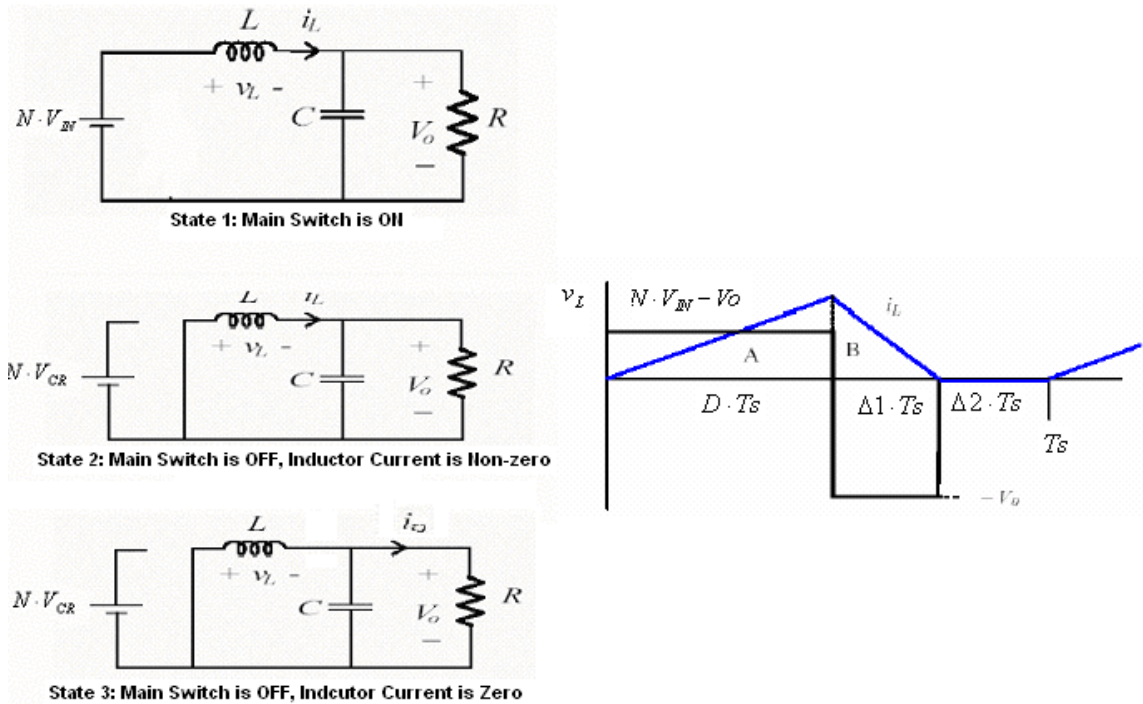 L
i_L
+ v_L -
N·V_IN
C
+
V_o
−
R
State 1: Main Switch is ON
L
i_L
+ v_L -
N·V_CR
C
+
V_o
−
R
State 2: Main Switch is OFF, Inductor Current is Non-zero
L
+ v_L -
N·V_CR
C
+
V_o
−
R
State 3: Main Switch is OFF, Indcutor Current is Zero
v_L
N·V_IN−Vo
i_L
A
B
D·Ts
Δ1·Ts
Δ2·Ts
Ts
−V_o